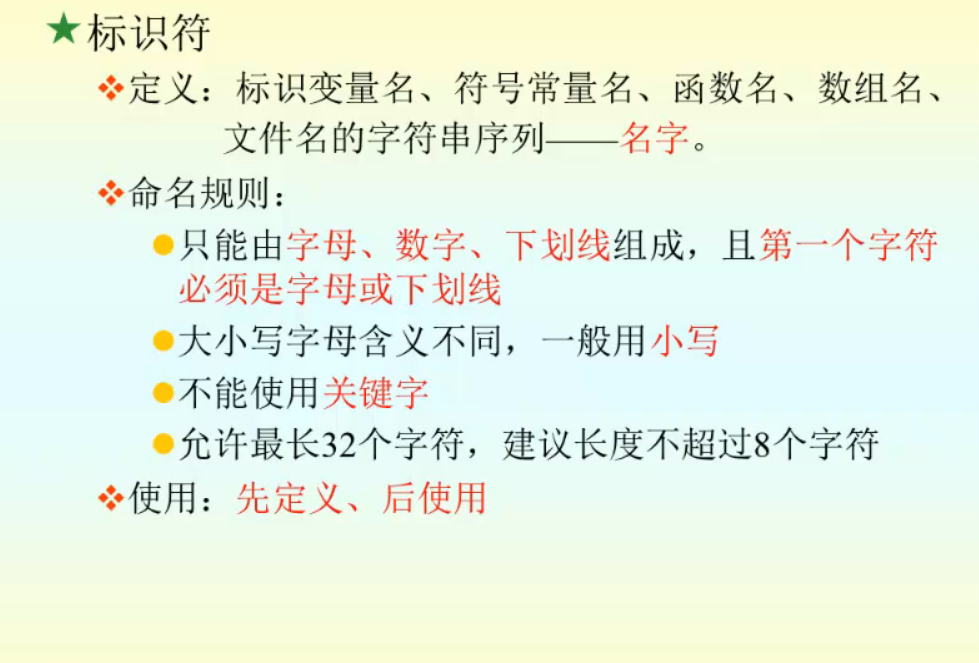 标识符
定义：标识变量名、符号常量名、函数名、数组名、
文件名的字符串序列——名字。
命名规则：
只能由字母、数字、下划线组成，且第一个字符
必须是字母或下划线
大小写字母含义不同，一般用小写
不能使用关键字
允许最长32个字符，建议长度不超过8个字符
使用：先定义、后使用